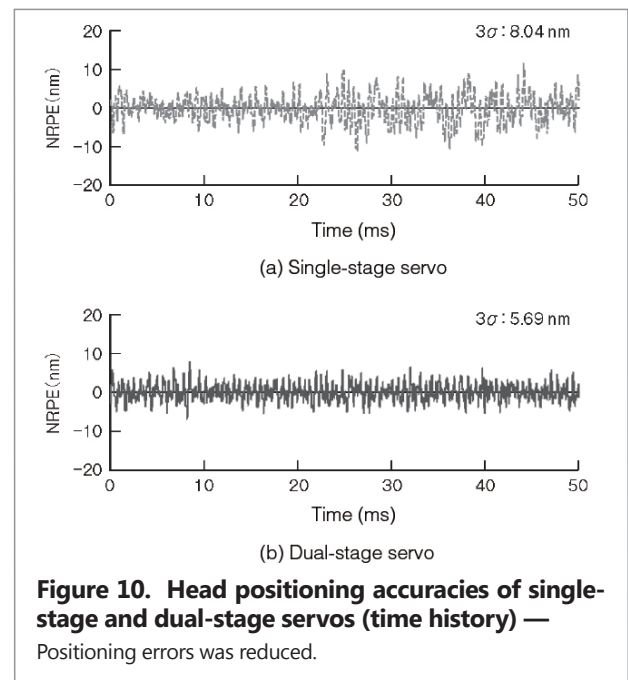 20
3σ:8.04 nm
10
NRPE(nm)
0
−10
−20
0 10 20 30 40 50
Time (ms)
(a) Single-stage servo
20
3σ:5.69 nm
10
NRPE(nm)
0
−10
−20
0 10 20 30 40 50
Time (ms)
(b) Dual-stage servo
Figure 10. Head positioning accuracies of single-
stage and dual-stage servos (time history) —
Positioning errors was reduced.